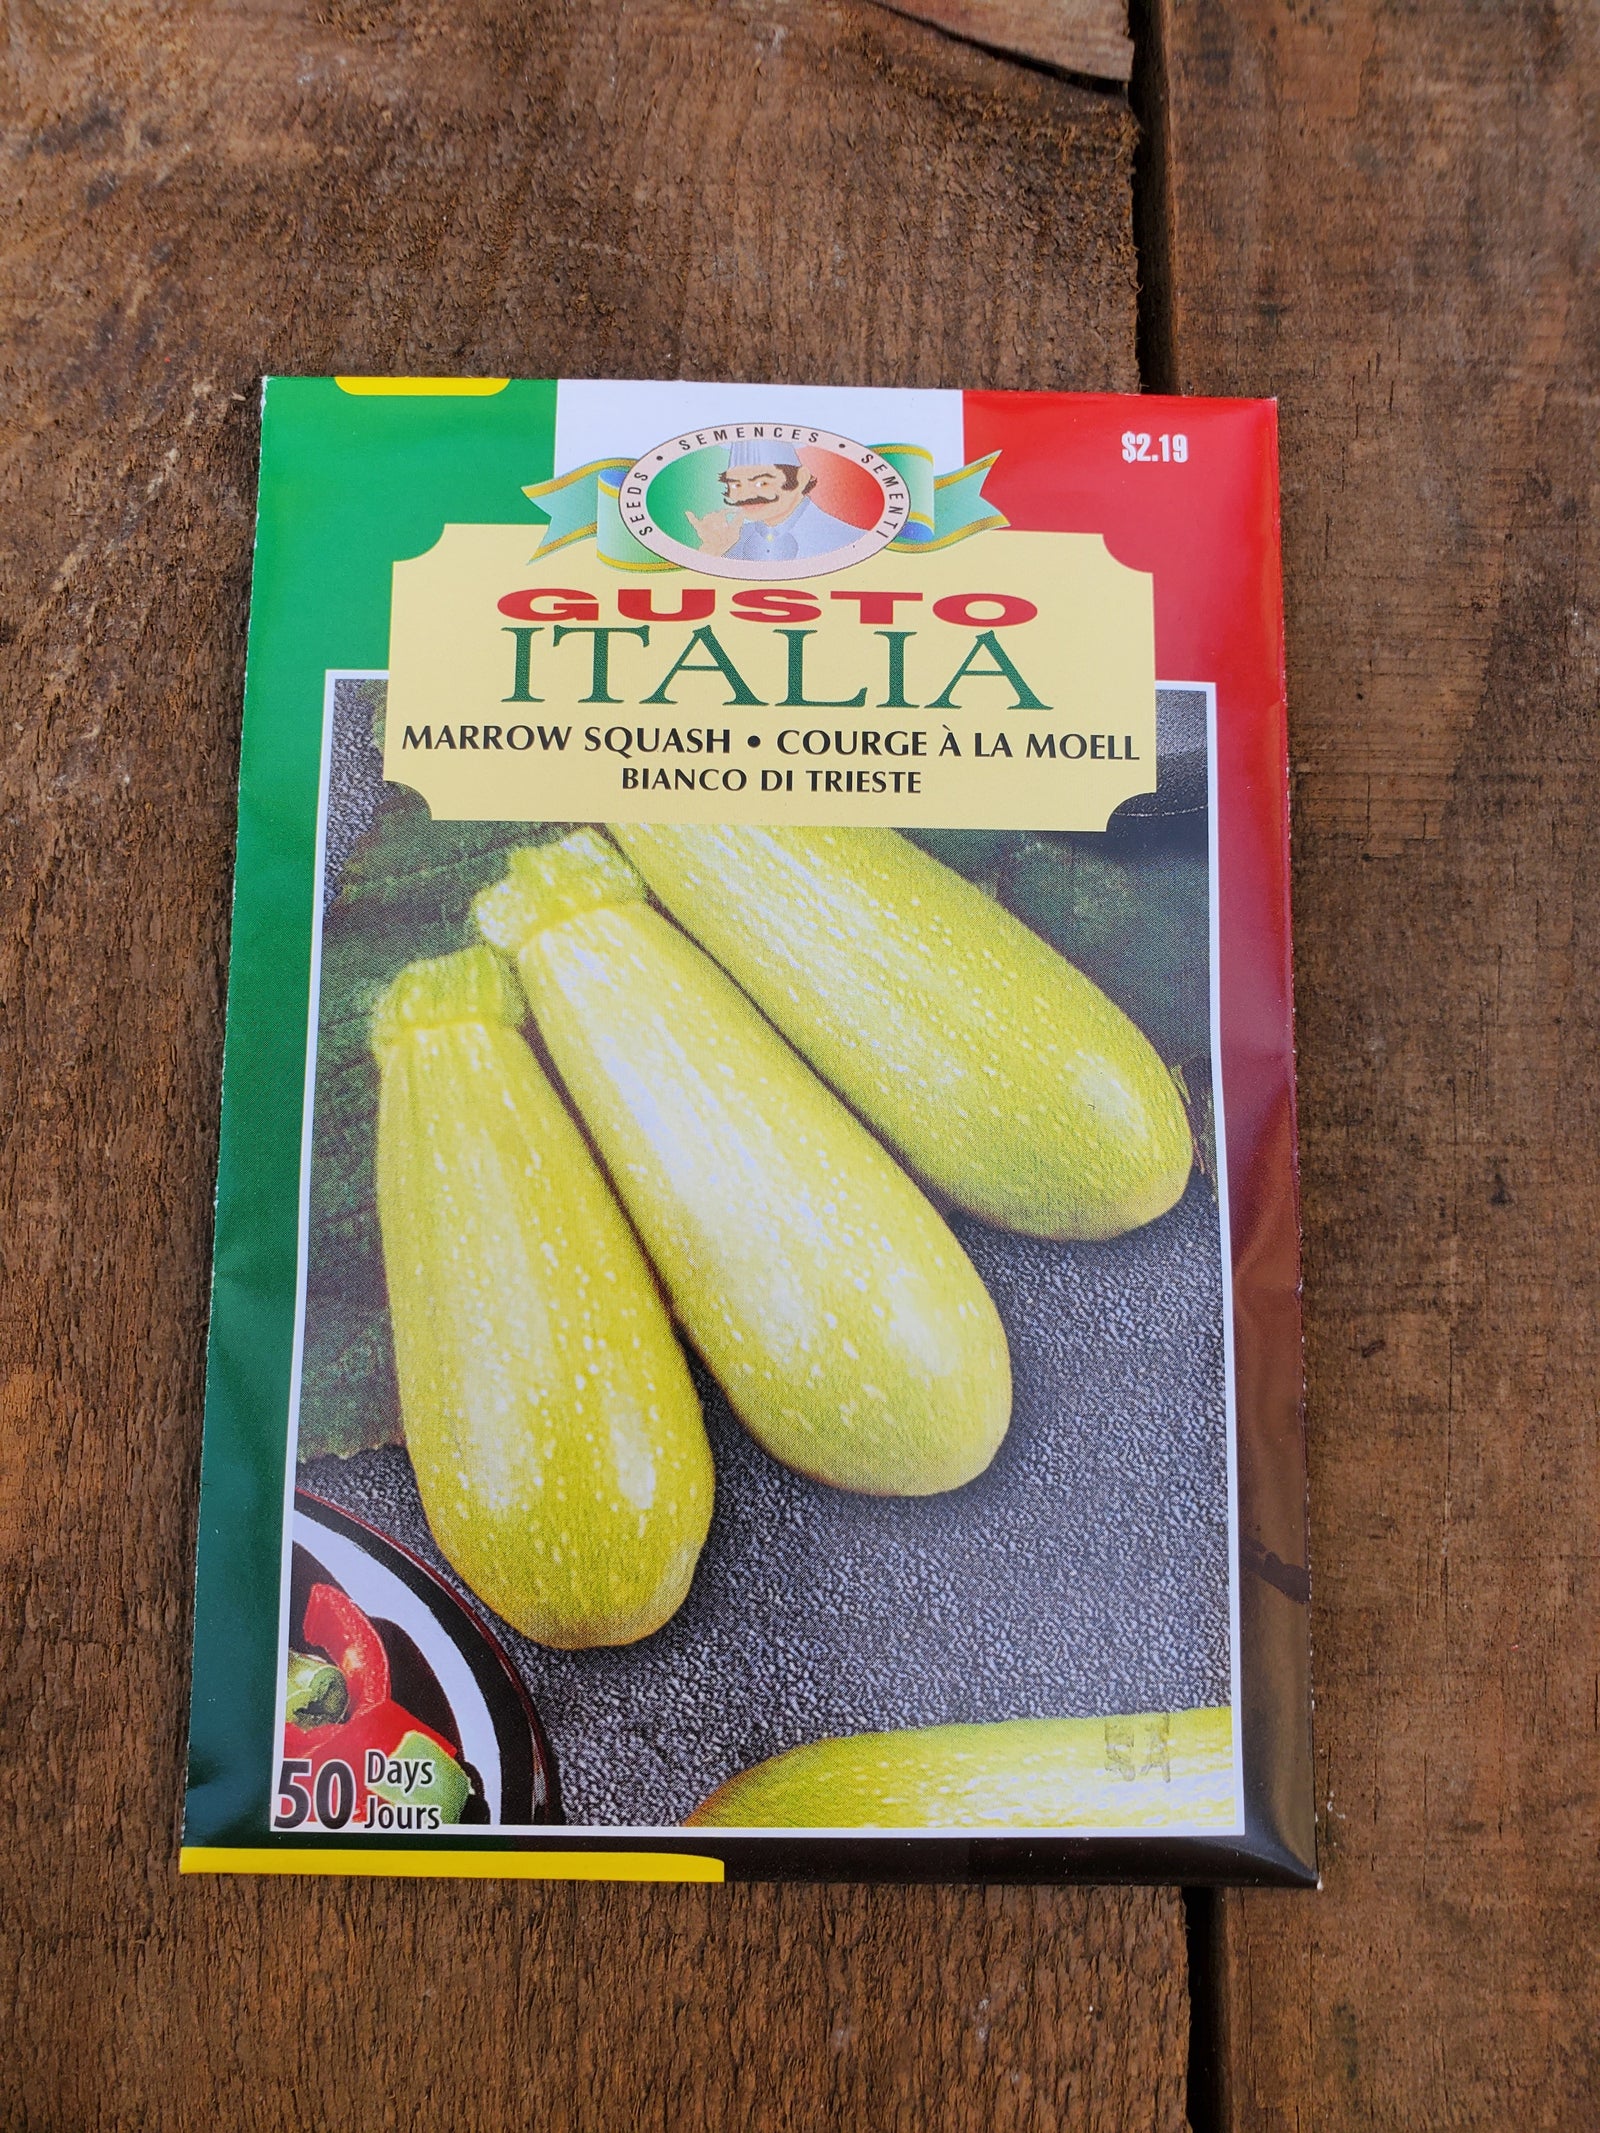 $2.19
SEEDS • SEMENCES • SEMENTI
GUSTO
ITALIA
MARROW SQUASH • COURGE À LA MOELL
BIANCO DI TRIESTE
50 Days
Jours